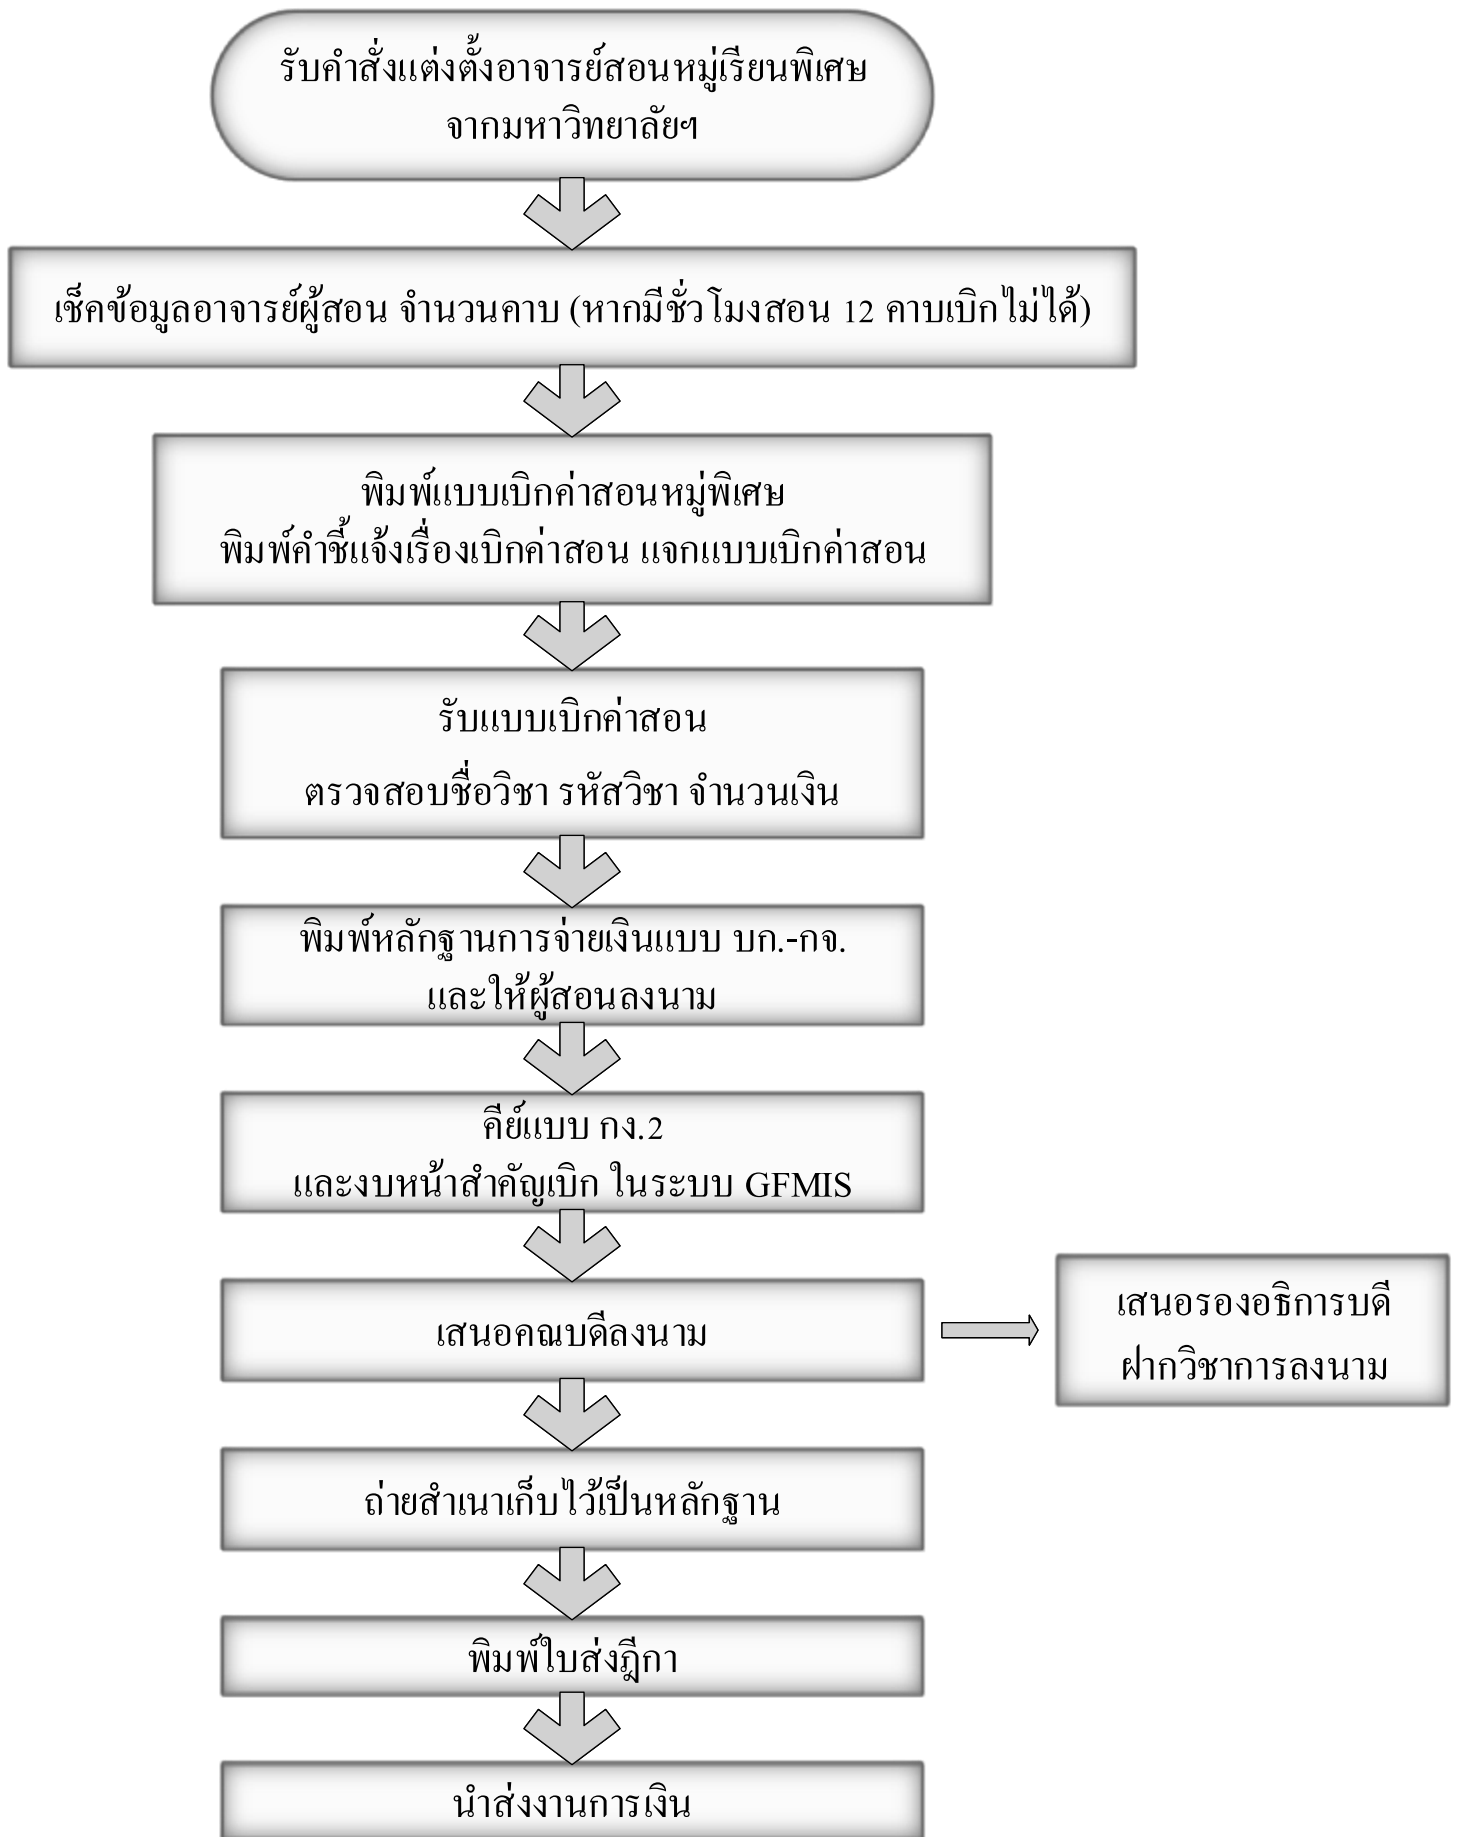 รับคำสั่งแต่งตั้งอาจารย์สอนหมู่เรียนพิเศษ
จากมหาวิทยาลัยฯ
เช็คข้อมูลอาจารย์ผู้สอน จำนวนคาบ (หากมีชั่วโมงสอน 12 คาบเบิกไม่ได้)
พิมพ์แบบเบิกค่าสอนหมู่พิเศษ
พิมพ์คำชี้แจ้งเรื่องเบิกค่าสอน แจกแบบเบิกค่าสอน
รับแบบเบิกค่าสอน
ตรวจสอบชื่อวิชา รหัสวิชา จำนวนเงิน
พิมพ์หลักฐานการจ่ายเงินแบบ บก.-กจ.
และให้ผู้สอนลงนาม
คีย์แบบ กง.2
และงบหน้าสำคัญเบิก ในระบบ GFMIS
เสนอคณบดีลงนาม
เสนอรองอธิการบดี
ฝากวิชาการลงนาม
ถ่ายสำเนาเก็บไว้เป็นหลักฐาน
พิมพ์ใบส่งฎีกา
นำส่งงานการเงิน